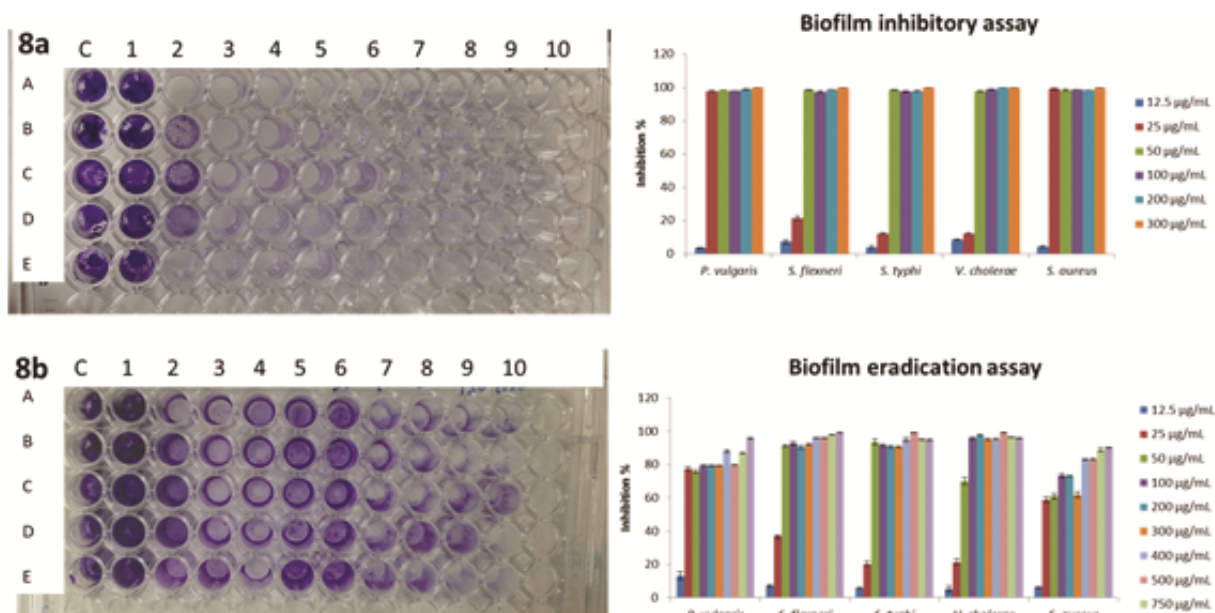 8a
C 1 2 3 4 5 6 7 8 9 10
A
B
C
D
E
Biofilm inhibitory assay
Inhibition %
120
100
80
60
40
20
0
P. vulgaris S. flexneri S. typhi V. cholerae S. aureus
12.5 µg/mL
25 µg/mL
50 µg/mL
100 µg/mL
200 µg/mL
300 µg/mL
8b
C 1 2 3 4 5 6 7 8 9 10
A
B
C
D
E
Biofilm eradication assay
Inhibition %
120
100
80
60
40
20
0
12.5 µg/mL
25 µg/mL
50 µg/mL
100 µg/mL
200 µg/mL
300 µg/mL
400 µg/mL
500 µg/mL
750 µg/mL